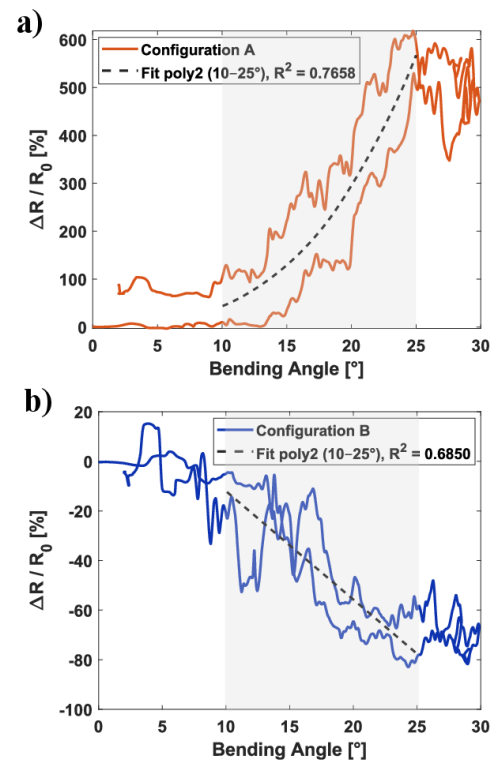 a)
Configuration A
Fit poly2 (10–25°), R² = 0.7658
ΔR / R₀ [%]
600
500
400
300
200
100
0
0 5 10 15 20 25 30
Bending Angle [°]
b)
Configuration B
Fit poly2 (10–25°), R² = 0.6850
ΔR / R₀ [%]
20
0
-20
-40
-60
-80
-100
0 5 10 15 20 25 30
Bending Angle [°]